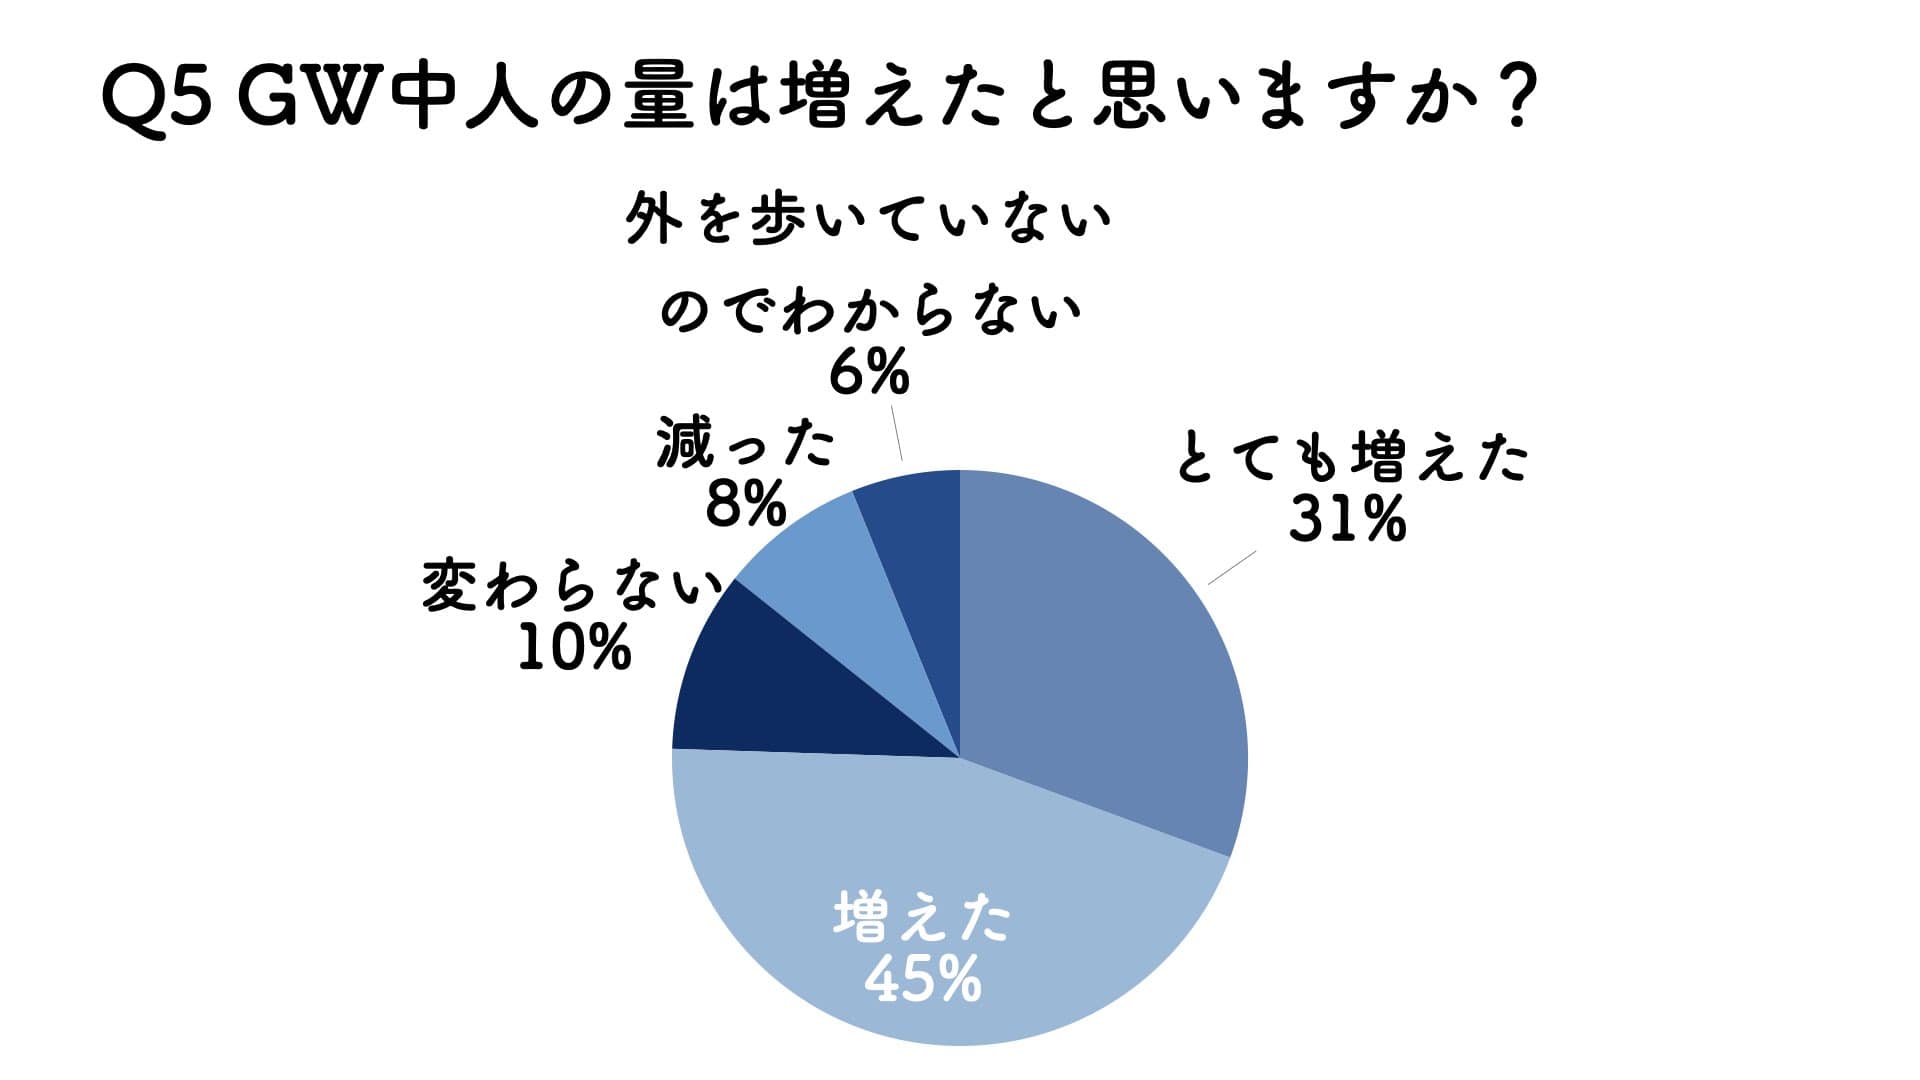 Q5 GW中人の量は増えたと思いますか？
外を歩いていない
のでわからない
6%
減った
8%
変わらない
10%
とても増えた
31%
増えた
45%